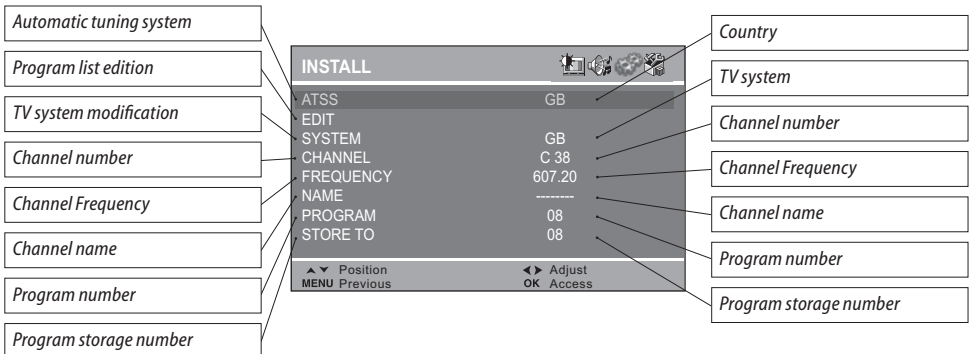 Automatic tuning system
Program list edition
TV system modification
Channel number
Channel Frequency
Channel name
Program number
Program storage number
INSTALL
ATSS GB
EDIT
SYSTEM GB
CHANNEL C 38
FREQUENCY 607.20
NAME --------
PROGRAM 08
STORE TO 08
Position Adjust
MENU Previous OK Access
Country
TV system
Channel number
Channel Frequency
Channel name
Program number
Program storage number